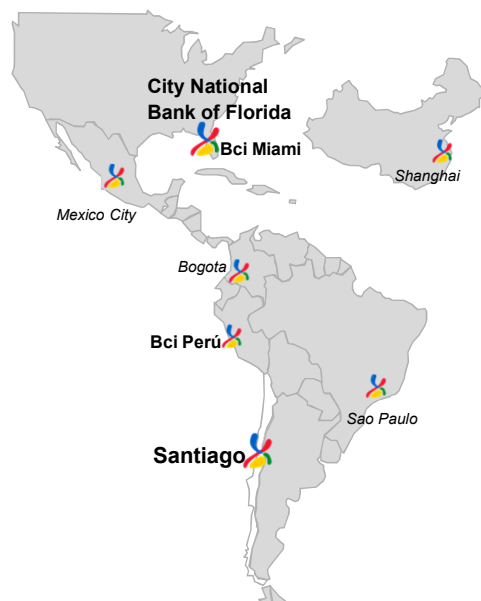 City National
Bank of Florida
Bci Miami
Shanghai
Mexico City
Bogota
Bci Perú
Sao Paulo
Santiago